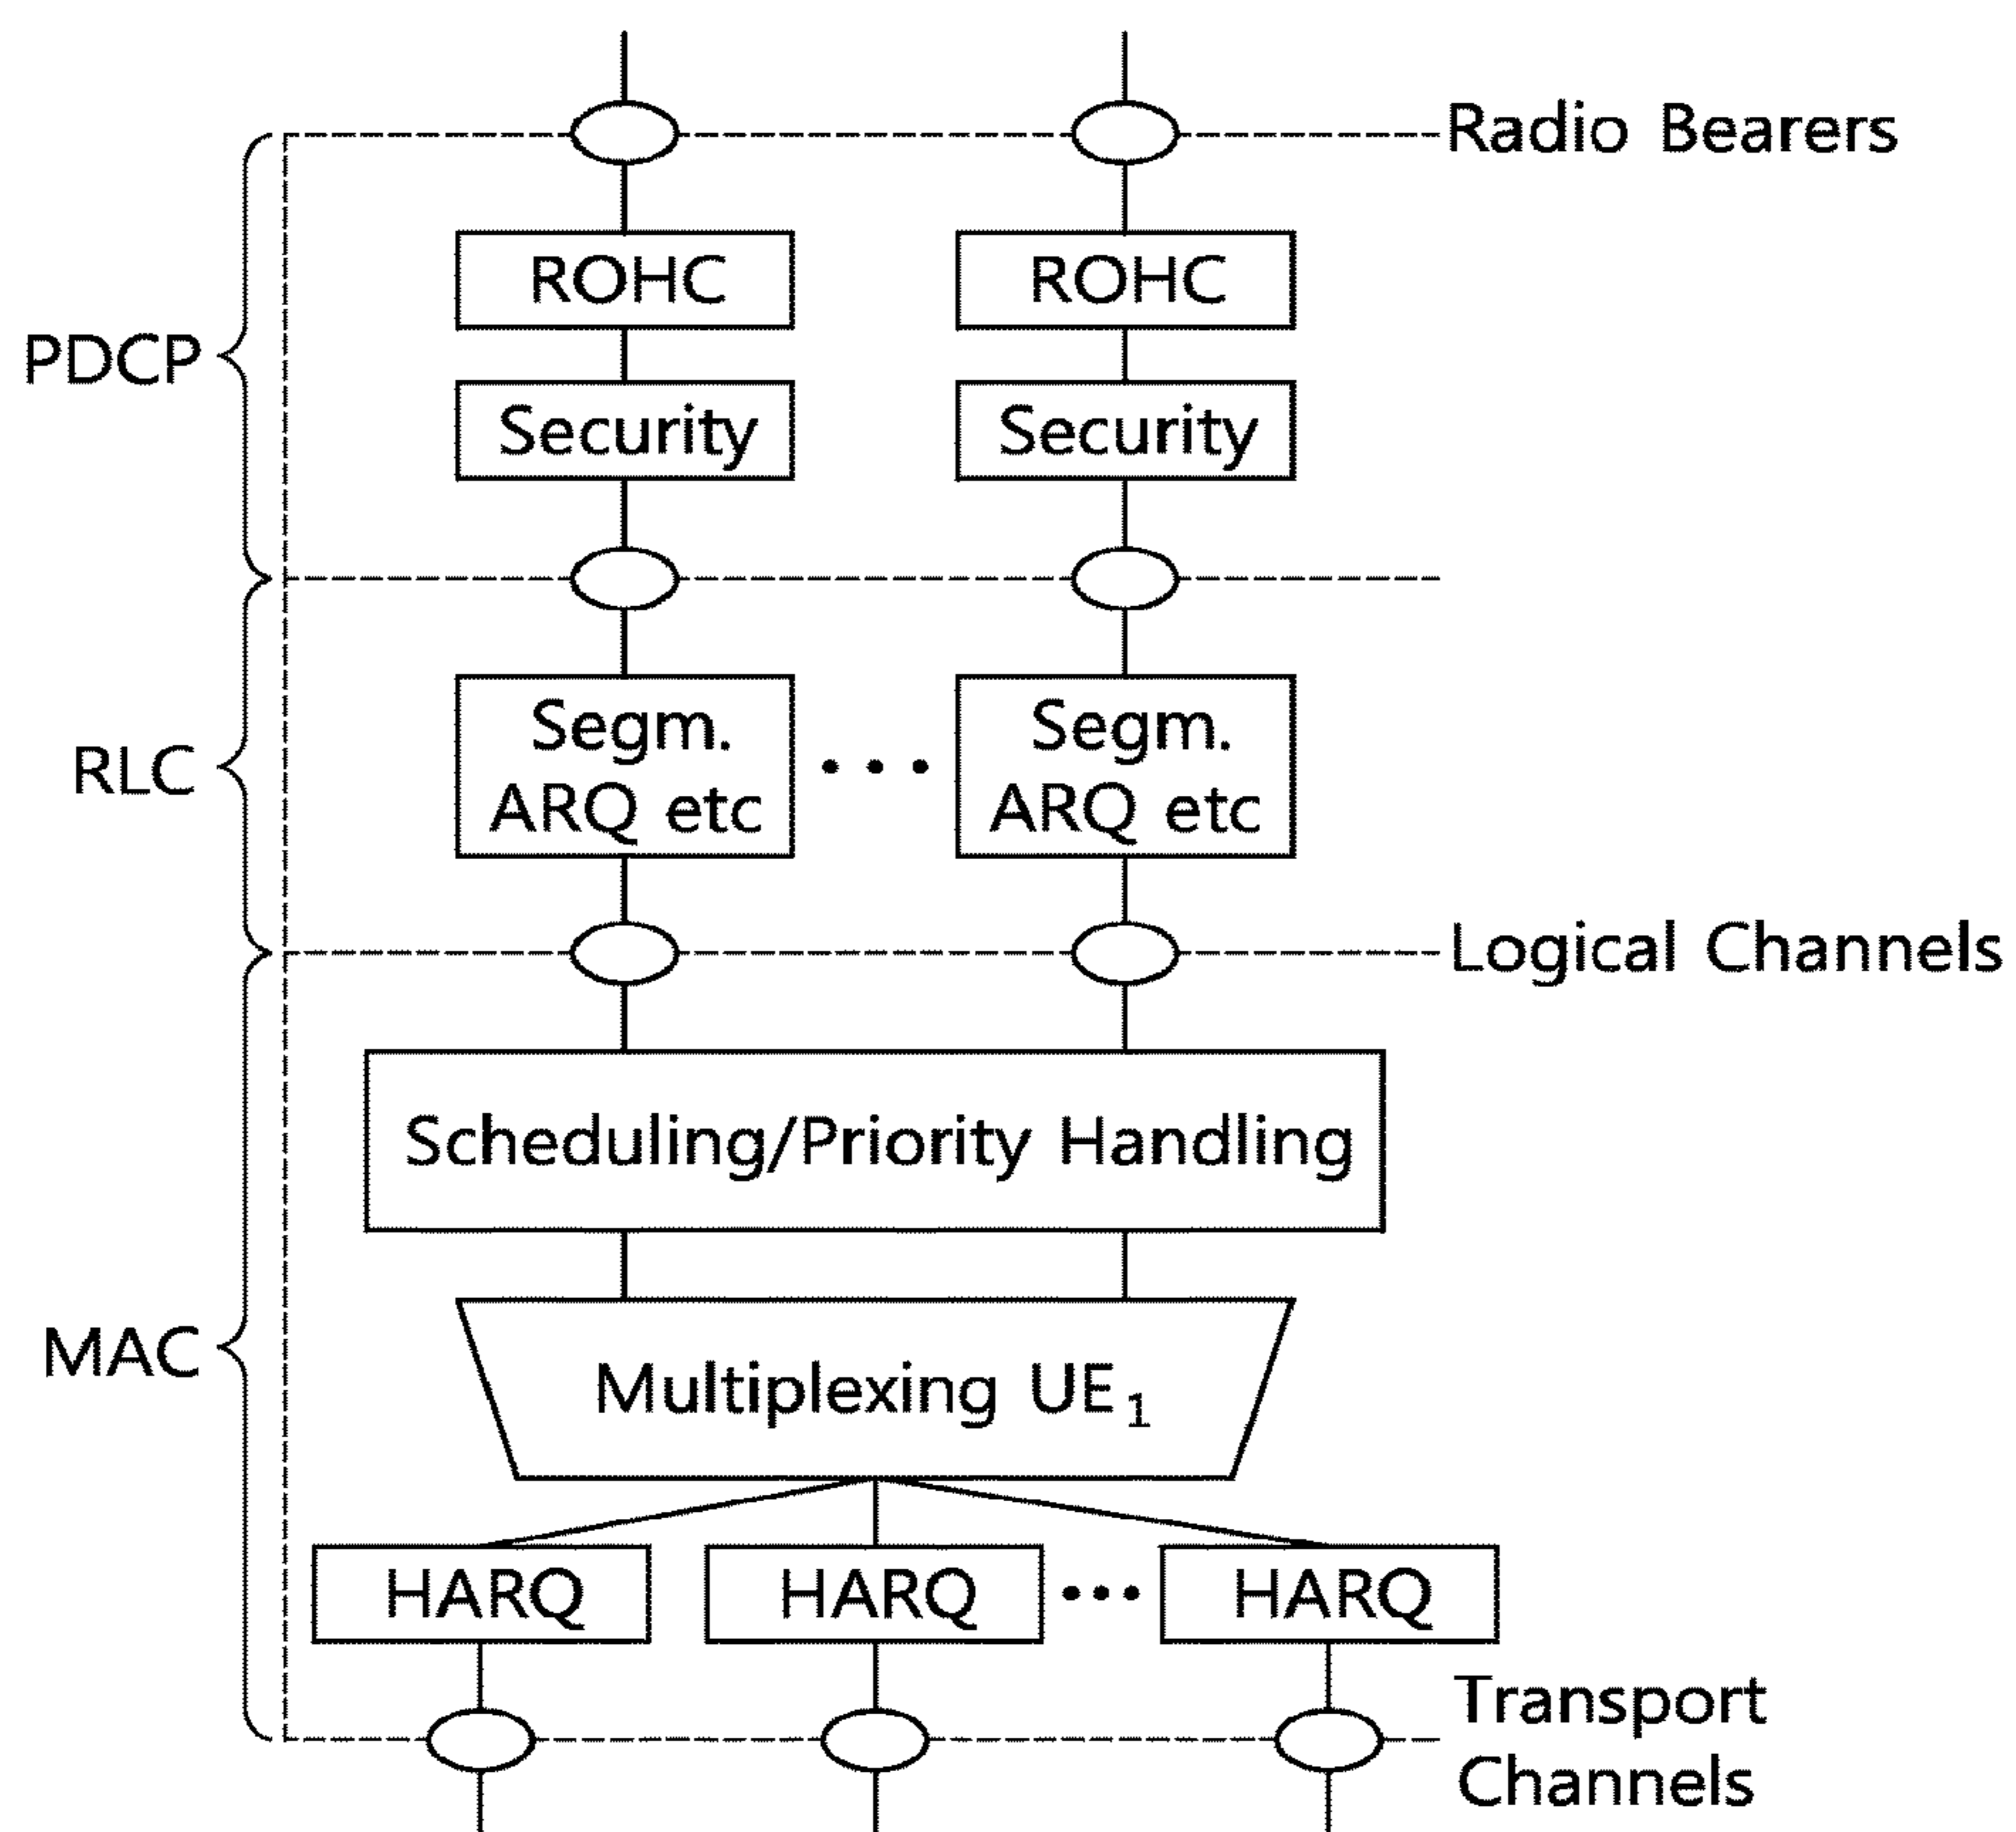 Radio Bearers
ROHC ROHC
PDCP
Security Security
Segm. Segm.
RLC
ARQ etc ARQ etc
Logical Channels
Scheduling/Priority Handling
MAC
Multiplexing UE1
HARQ HARQ HARQ
Transport
Channels